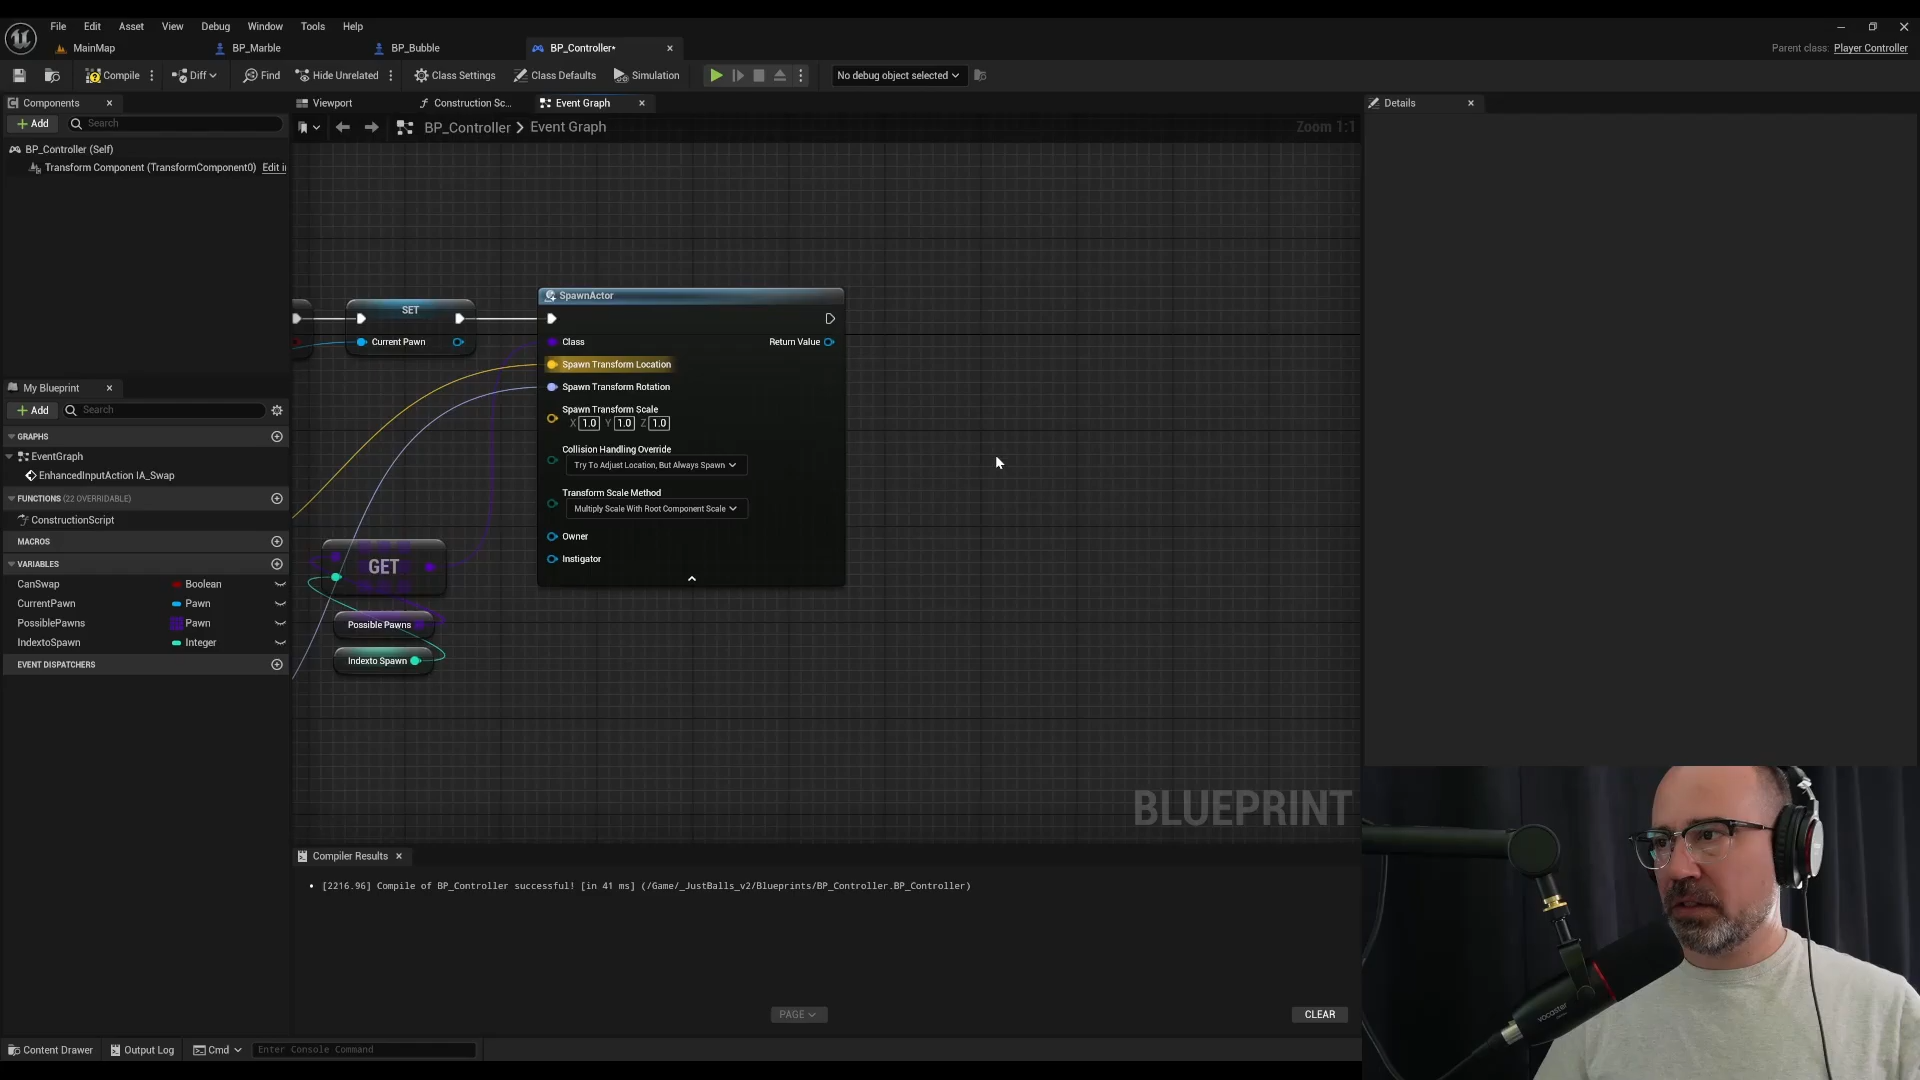 File Edit Asset View Debug Window Tools Help
MainMap BP_Marble BP_Bubble BP_Controller*
Parent class: Player Controller
Compile Diff Find Hide Unrelated Class Settings Class Defaults Simulation No debug object selected
Components Viewport Construction Sc... Event Graph Details
Add Search
BP_Controller > Event Graph Zoom 1:1
BP_Controller (Self)
Transform Component (TransformComponent0) Edit i
My Blueprint
Add Search
GRAPHS
EventGraph
EnhancedInputAction IA_Swap
FUNCTIONS (22 OVERRIDABLE)
ConstructionScript
MACROS
VARIABLES
CanSwap Boolean
CurrentPawn Pawn
PossiblePawns Pawn
IndextoSpawn Integer
EVENT DISPATCHERS
SET
Current Pawn
SpawnActor
Class Return Value
Spawn Transform Location
Spawn Transform Rotation
Spawn Transform Scale
X 1.0 Y 1.0 Z 1.0
Collision Handling Override
Try To Adjust Location, But Always Spawn
Transform Scale Method
Multiply Scale With Root Component Scale
Owner
Instigator
GET
Possible Pawns
Indexto Spawn
BLUEPRINT
Compiler Results
[2216.96] Compile of BP_Controller successful! [in 41 ms] (/Game/_JustBalls_v2/Blueprints/BP_Controller.BP_Controller)
PAGE CLEAR
Content Drawer Output Log Cmd Enter Console Command
vocaster